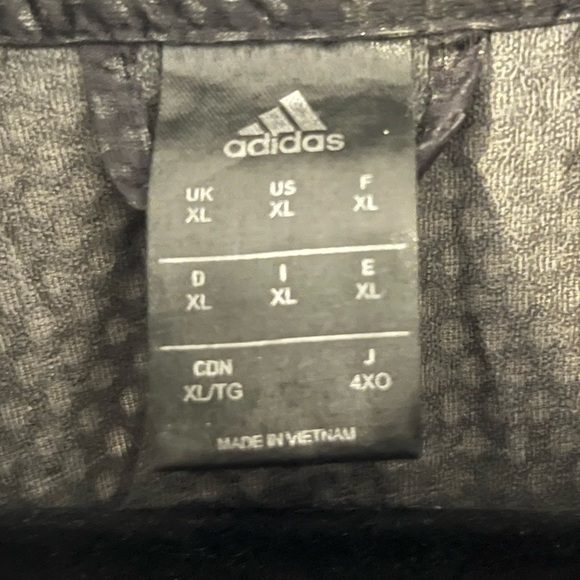 adidas
UK US F
XL XL XL
D I E
XL XL XL
CDN J
XL/TG 4XO
MADE IN VIETNAM